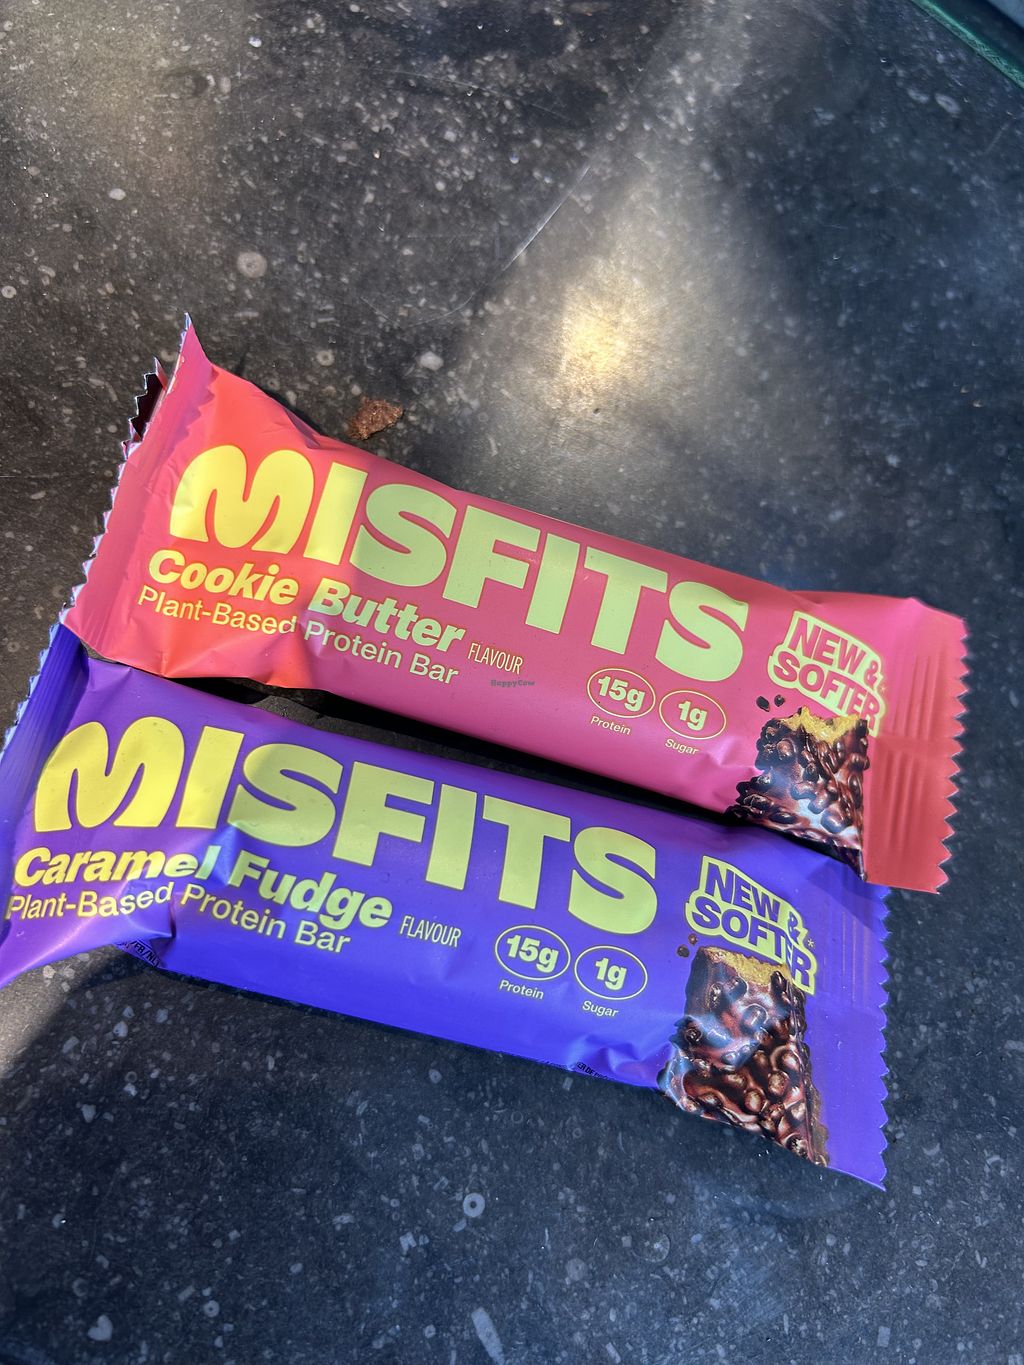 MISFITS
Cookie Butter FLAVOUR
Plant-Based Protein Bar
15g
Protein
1g
Sugar
NEW &
SOFTER
HappyCow
MISFITS
Caramel Fudge FLAVOUR
Plant-Based Protein Bar
15g
Protein
1g
Sugar
NEW &*
SOFTER